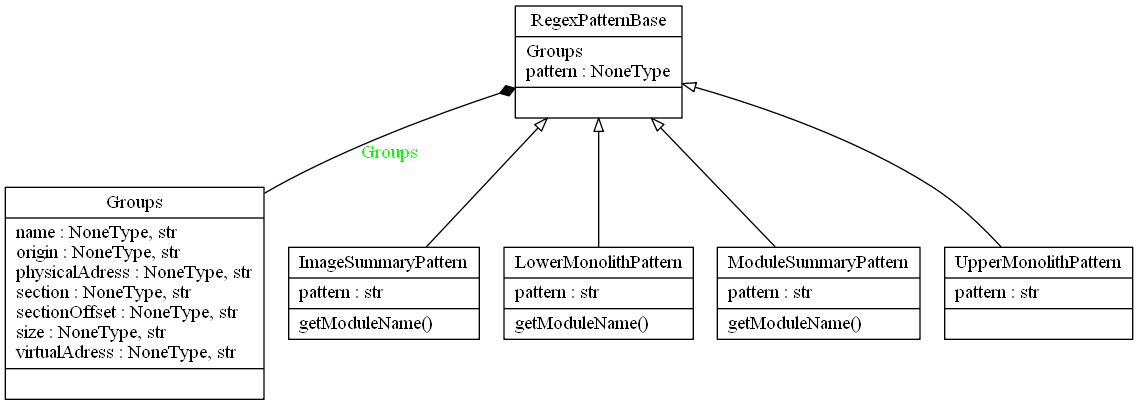 RegexPatternBase
Groups
pattern : NoneType
Groups
Groups
name : NoneType, str
origin : NoneType, str
physicalAdress : NoneType, str
section : NoneType, str
sectionOffset : NoneType, str
size : NoneType, str
virtualAdress : NoneType, str
ImageSummaryPattern
pattern : str
getModuleName()
LowerMonolithPattern
pattern : str
getModuleName()
ModuleSummaryPattern
pattern : str
getModuleName()
UpperMonolithPattern
pattern : str